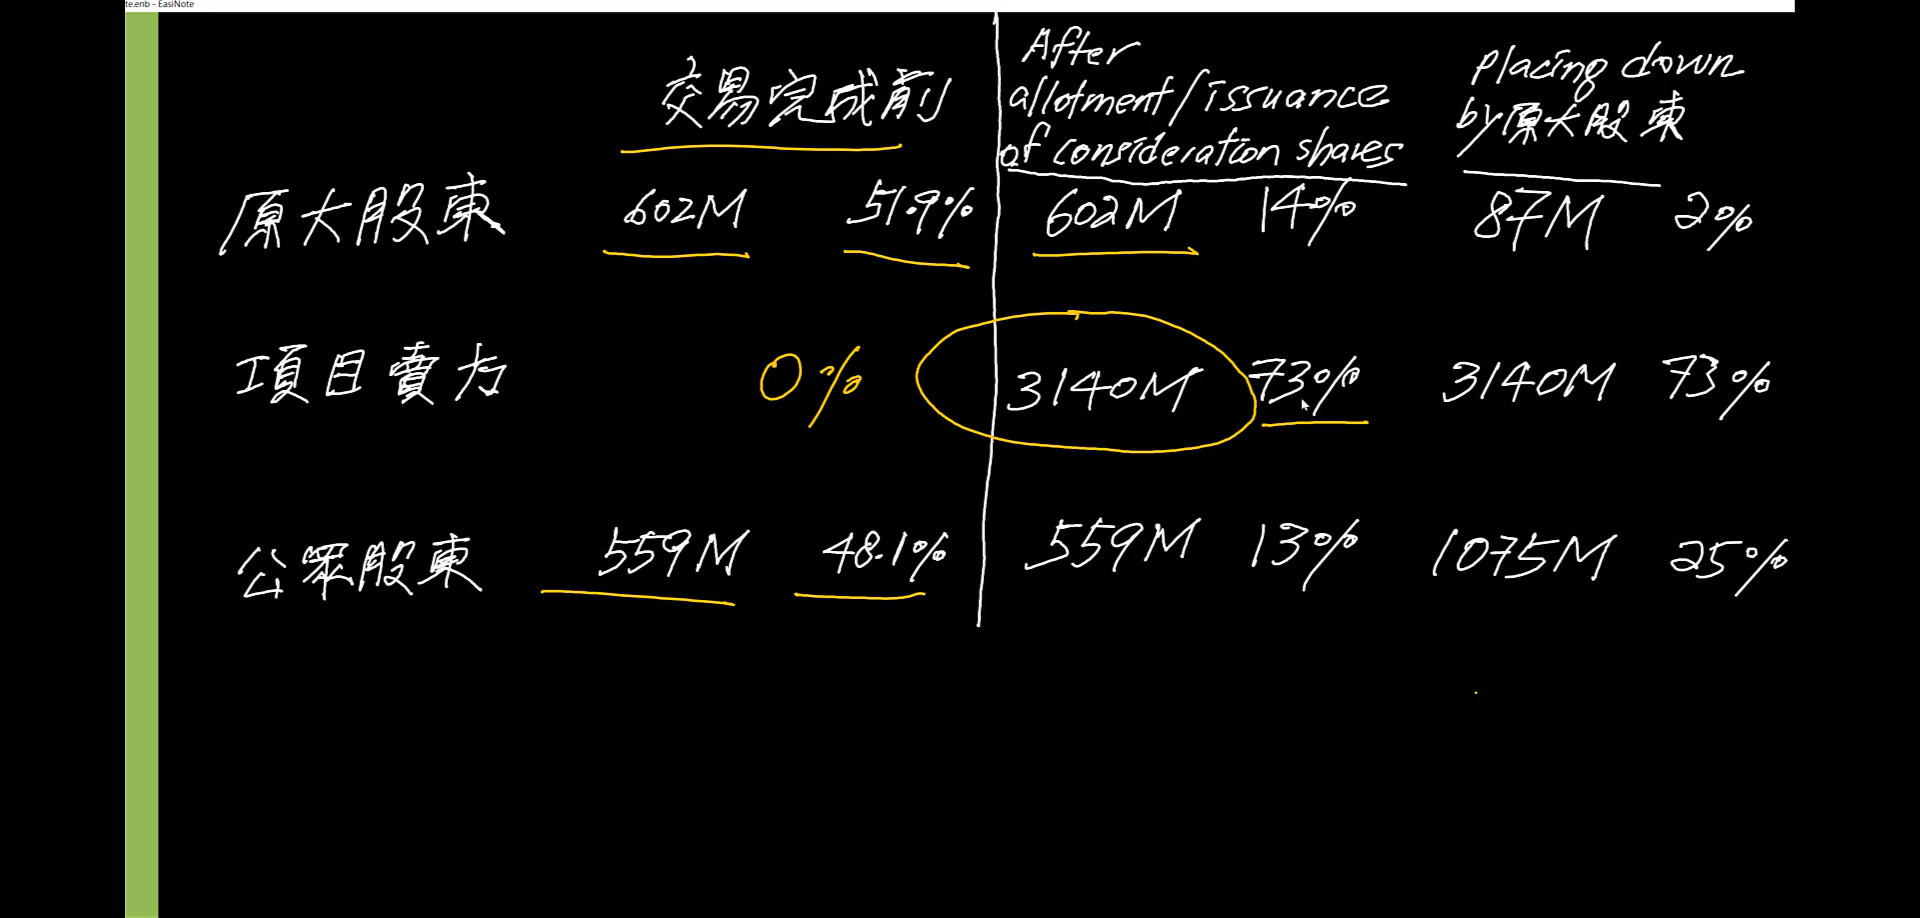 te.enb - EasiNote
交易完成前
After
allotment/issuance
of consideration shares
placing down
by原大股東
原大股東 602M 51.9% 602M 14% 87M 2%
項目賣方 0% 3140M 73% 3140M 73%
公眾股東 559M 48.1% 559M 13% 1075M 25%